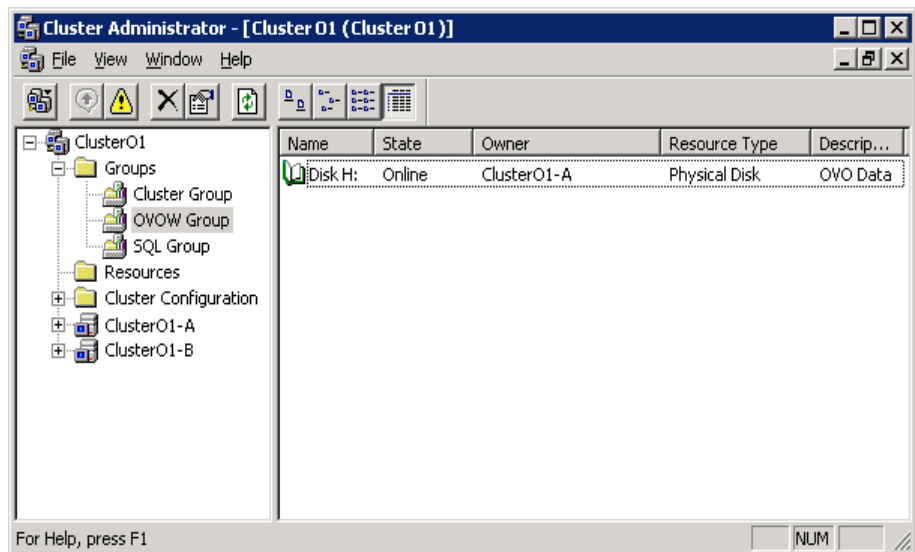 Cluster Administrator - [Cluster 01 (Cluster 01)]
File View Window Help
Cluster01
Groups
Cluster Group
OVOW Group
SQL Group
Resources
Cluster Configuration
Cluster01-A
Cluster01-B
Name State Owner Resource Type Descrip...
Disk H: Online Cluster01-A Physical Disk OVO Data
For Help, press F1
NUM